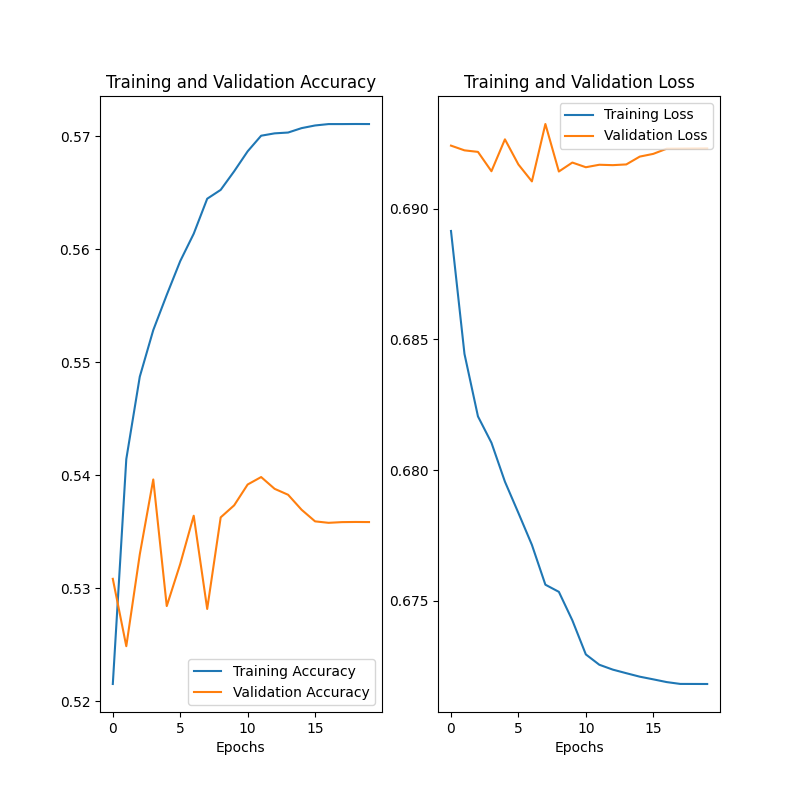 Training and Validation Accuracy
0.57
0.56
0.55
0.54
0.53
0.52
0
5
10
15
Epochs
Training Accuracy
Validation Accuracy
Training and Validation Loss
Training Loss
Validation Loss
0.690
0.685
0.680
0.675
0
5
10
15
Epochs